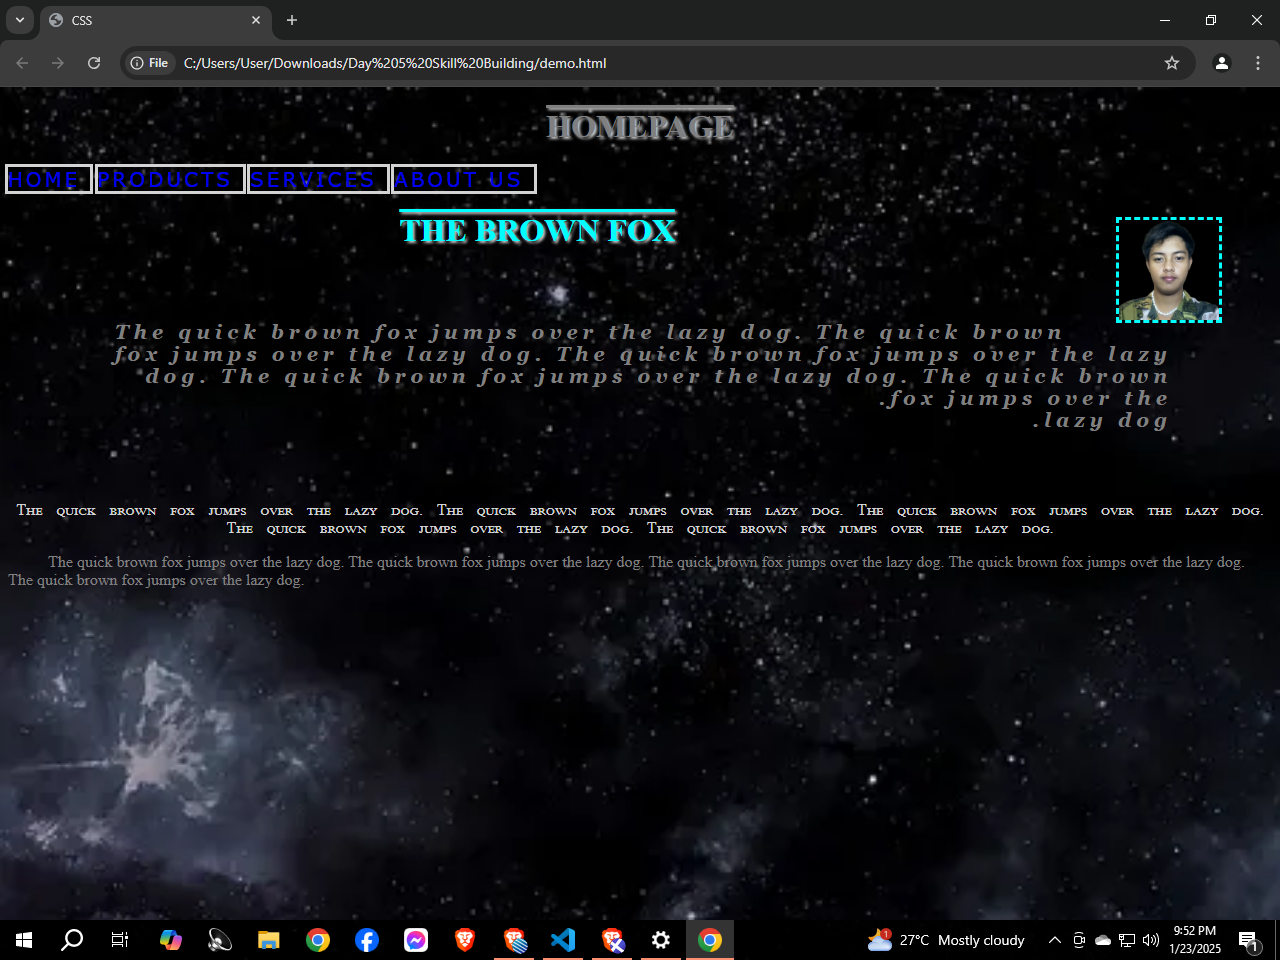 CSS
File
C:/Users/User/Downloads/Day%205%20Skill%20Building/demo.html
HOMEPAGE
HOME PRODUCTS SERVICES ABOUT US
THE BROWN FOX
The quick brown fox jumps over the lazy dog. The quick brown
fox jumps over the lazy dog. The quick brown fox jumps over the lazy
dog. The quick brown fox jumps over the lazy dog. The quick brown
.fox jumps over the
.lazy dog
The quick brown fox jumps over the lazy dog. The quick brown fox jumps over the lazy dog. The quick brown fox jumps over the lazy dog.
The quick brown fox jumps over the lazy dog. The quick brown fox jumps over the lazy dog.
The quick brown fox jumps over the lazy dog. The quick brown fox jumps over the lazy dog. The quick brown fox jumps over the lazy dog. The quick brown fox jumps over the lazy dog.
The quick brown fox jumps over the lazy dog.
1
27°C Mostly cloudy
9:52 PM
1/23/2025
1